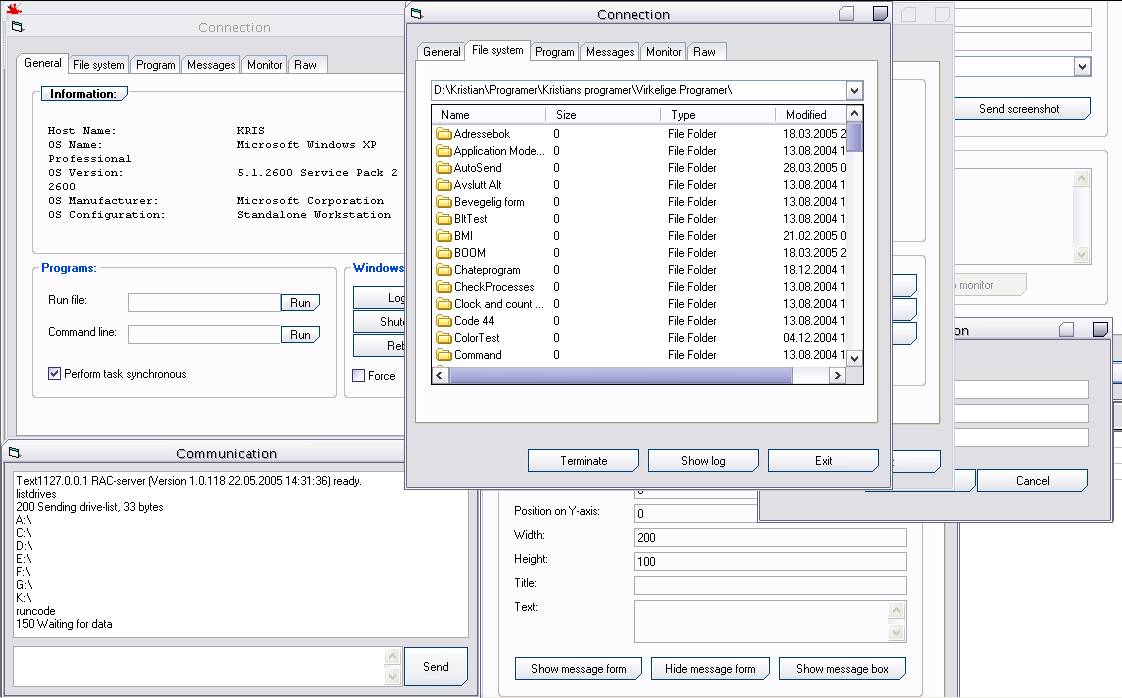 Connection
General File system Program Messages Monitor Raw
Information:
Host Name: KRIS
OS Name: Microsoft Windows XP
Professional
OS Version: 5.1.2600 Service Pack 2
2600
OS Manufacturer: Microsoft Corporation
OS Configuration: Standalone Workstation
Programs:
Run file: Run
Command line: Run
Perform task synchronous
Windows
Log
Shut
Reb
Force
Connection
General File system Program Messages Monitor Raw
D:\Kristian\Programer\Kristians programer\Virkelige Programer\
Name Size Type Modified
Adressebok 0 File Folder 18.03.2005 2
Application Mode... 0 File Folder 13.08.2004 1
AutoSend 0 File Folder 28.03.2005 0
Avslutt Alt 0 File Folder 13.08.2004 1
Bevegelig form 0 File Folder 13.08.2004 1
BltTest 0 File Folder 13.08.2004 1
BMI 0 File Folder 21.02.2005 0
BOOM 0 File Folder 18.03.2005 2
Chateprogram 0 File Folder 18.12.2004 1
CheckProcesses 0 File Folder 13.08.2004 1
Clock and count ... 0 File Folder 13.08.2004 1
Code 44 0 File Folder 13.08.2004 1
ColorTest 0 File Folder 04.12.2004 1
Command 0 File Folder 13.08.2004 1
Terminate Show log Exit
Send screenshot
monitor
on
Cancel
Communication
Text1127.0.0.1 RAC-server (Version 1.0.118 22.05.2005 14:31:36) ready.
listdrives
200 Sending drive-list, 33 bytes
A:\
C:\
D:\
E:\
F:\
G:\
K:\
runcode
150 Waiting for data
Send
Position on Y-axis: 0
Width: 200
Height: 100
Title:
Text:
Show message form Hide message form Show message box